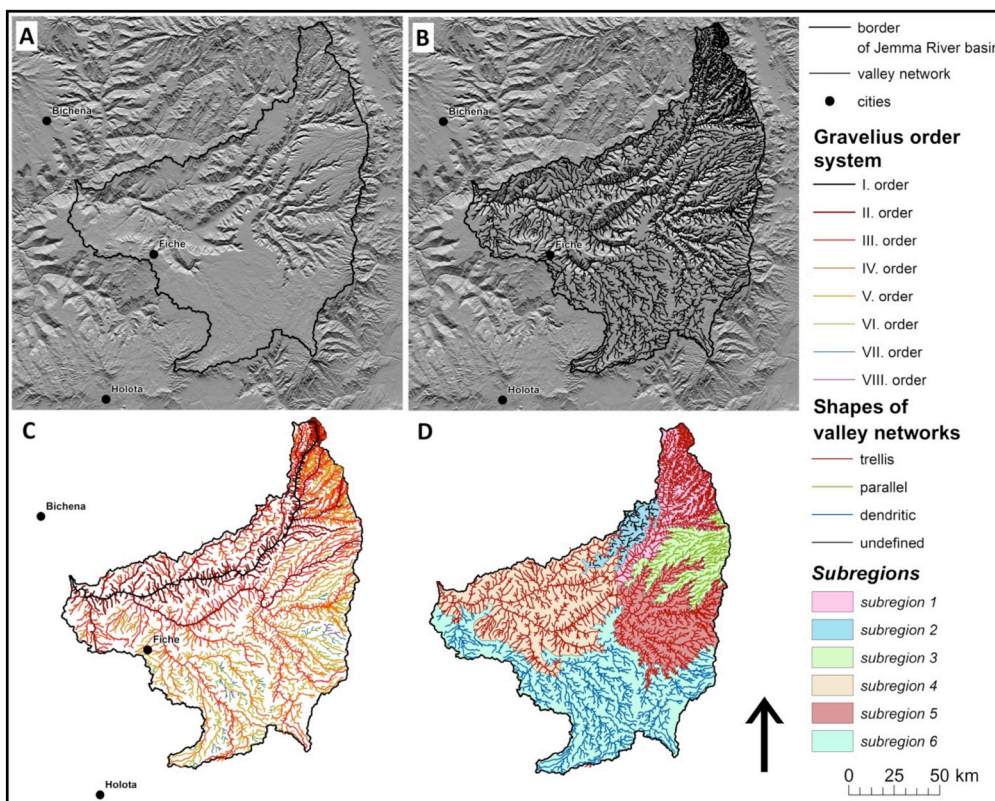 A
Bichena
Fiche
Holota
B
Bichena
Fiche
Holota
C
Bichena
Fiche
Holota
D
border
of Jemma River basin
valley network
cities
Gravelius order
system
I. order
II. order
III. order
IV. order
V. order
VI. order
VII. order
VIII. order
Shapes of
valley networks
trellis
parallel
dendritic
undefined
Subregions
subregion 1
subregion 2
subregion 3
subregion 4
subregion 5
subregion 6
0 25 50 km